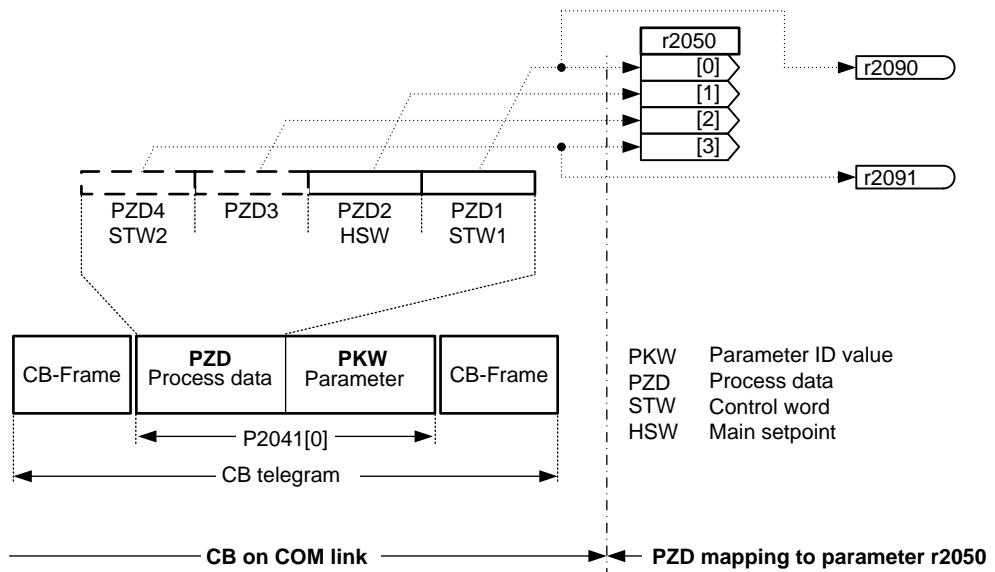 r2050
[0]
r2090
[1]
[2]
[3]
r2091
PZD4
STW2
PZD3
PZD2
HSW
PZD1
STW1
CB-Frame
PZD
Process data
PKW
Parameter
CB-Frame
P2041[0]
CB telegram
PKW Parameter ID value
PZD Process data
STW Control word
HSW Main setpoint
CB on COM link
PZD mapping to parameter r2050